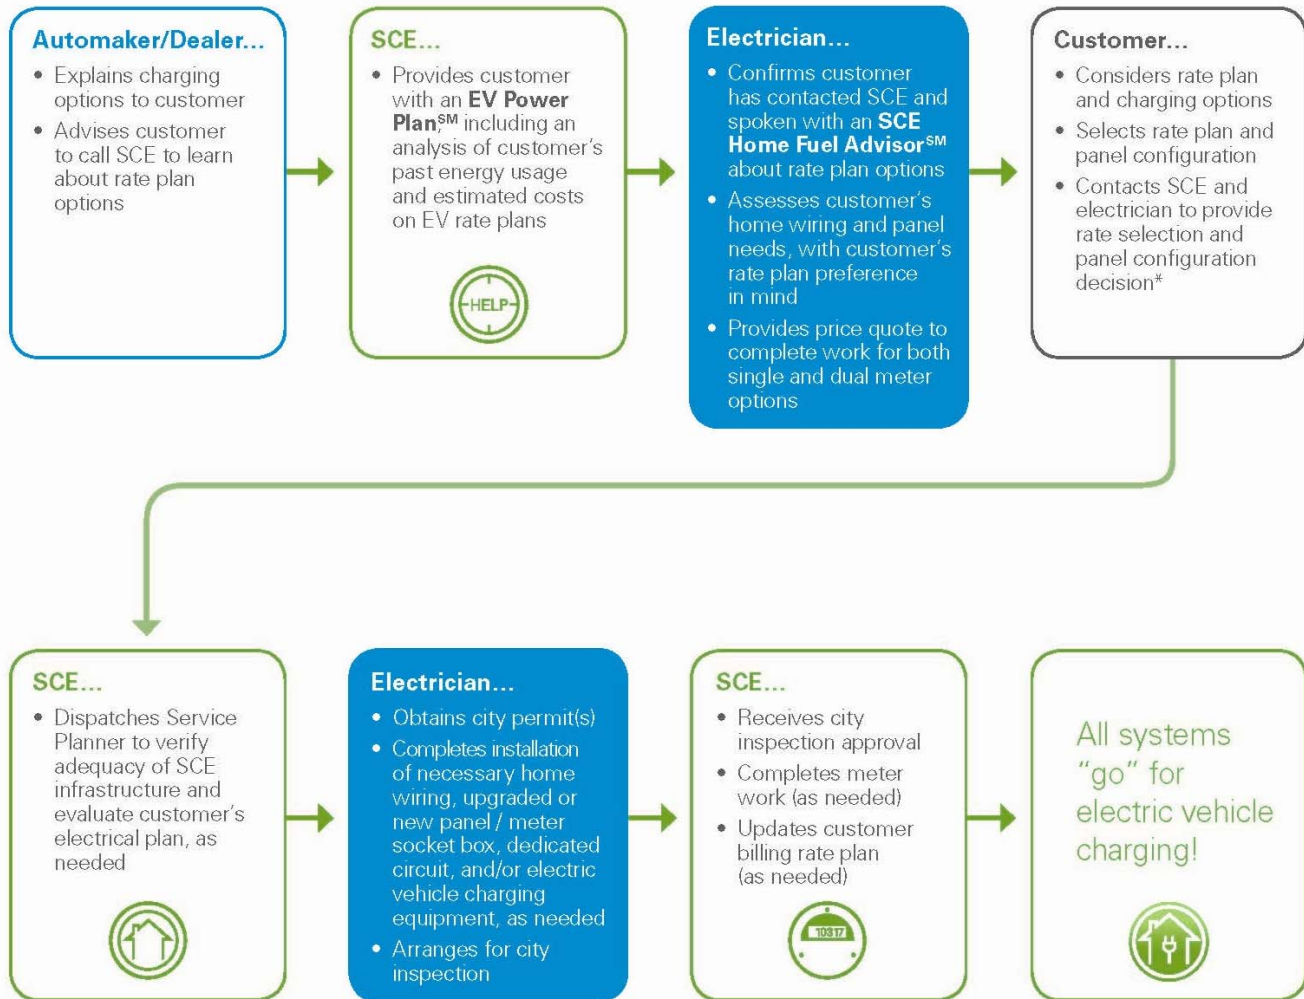 Automaker/Dealer...
• Explains charging
options to customer
• Advises customer
to call SCE to learn
about rate plan
options
SCE...
• Provides customer
with an EV Power
Plan,℠ including an
analysis of customer's
past energy usage
and estimated costs
on EV rate plans
HELP
Electrician...
• Confirms customer
has contacted SCE and
spoken with an SCE
Home Fuel Advisor℠
about rate plan options
• Assesses customer's
home wiring and panel
needs, with customer's
rate plan preference
in mind
• Provides price quote to
complete work for both
single and dual meter
options
Customer...
• Considers rate plan
and charging options
• Selects rate plan and
panel configuration
• Contacts SCE and
electrician to provide
rate selection and
panel configuration
decision*
SCE...
• Dispatches Service
Planner to verify
adequacy of SCE
infrastructure and
evaluate customer's
electrical plan, as
needed
Electrician...
• Obtains city permit(s)
• Completes installation
of necessary home
wiring, upgraded or
new panel / meter
socket box, dedicated
circuit, and/or electric
vehicle charging
equipment, as needed
• Arranges for city
inspection
SCE...
• Receives city
inspection approval
• Completes meter
work (as needed)
• Updates customer
billing rate plan
(as needed)
10317
All systems
“go” for
electric vehicle
charging!